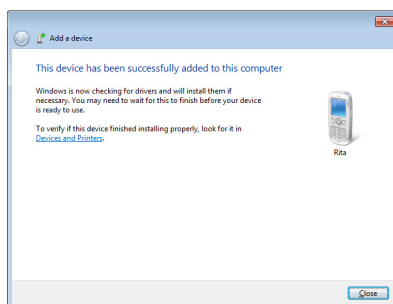 Add a device
This device has been successfully added to this computer
Windows is now checking for drivers and will install them if
necessary. You may need to wait for this to finish before your device
is ready to use.
To verify if this device finished installing properly, look for it in
Devices and Printers.
Rita
Close